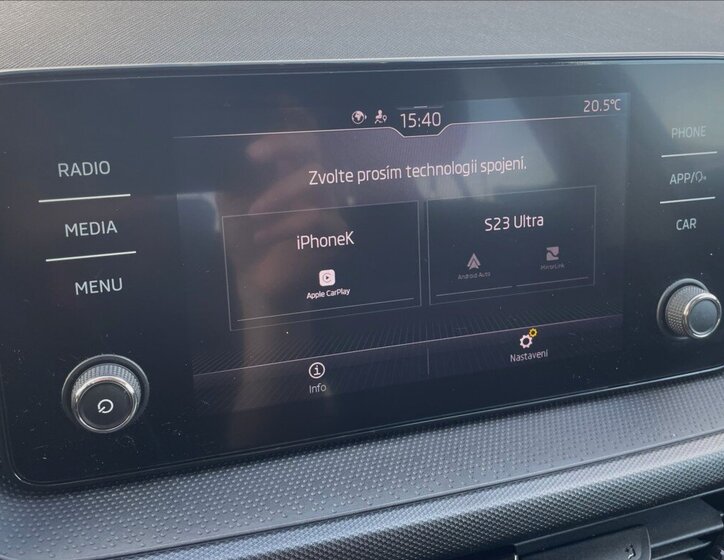 15:40
20.5°C
RADIO
MEDIA
MENU
Zvolte prosím technologii spojení.
iPhoneK
Apple CarPlay
S23 Ultra
Android Auto
MirrorLink
Info
Nastavení
PHONE
APP/
CAR